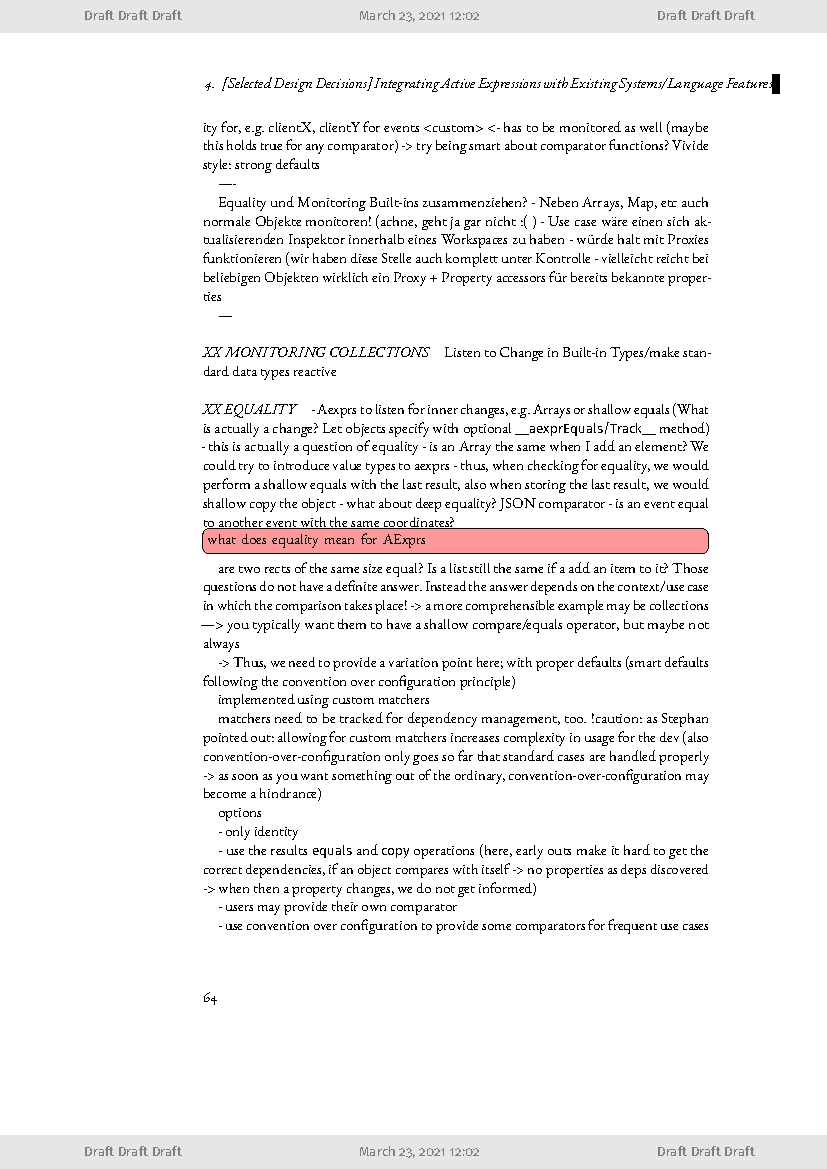 Draft Draft Draft March 23, 2021 12:02 Draft Draft Draft
4. [Selected Design Decisions] Integrating Active Expressions with Existing Systems/Language Features
ity for, e.g. clientX, clientY for events <custom> <- has to be monitored as well (maybe
this holds true for any comparator) -> try being smart about comparator functions? Vivide
style: strong defaults
—-
Equality und Monitoring Built-ins zusammenziehen? - Neben Arrays, Map, etc auch
normale Objekte monitoren! (achne, geht ja gar nicht :( ) - Use case wäre einen sich ak-
tualisierenden Inspektor innerhalb eines Workspaces zu haben - würde halt mit Proxies
funktionieren (wir haben diese Stelle auch komplett unter Kontrolle - vielleicht reicht bei
beliebigen Objekten wirklich ein Proxy + Property accessors für bereits bekannte proper-
ties
—
XX MONITORING COLLECTIONS Listen to Change in Built-in Types/make stan-
dard data types reactive
XX EQUALITY - Aexprs to listen for inner changes, e.g. Arrays or shallow equals (What
is actually a change? Let objects specify with optional __aexprEquals/Track__ method)
- this is actually a question of equality - is an Array the same when I add an element? We
could try to introduce value types to aexprs - thus, when checking for equality, we would
perform a shallow equals with the last result, also when storing the last result, we would
shallow copy the object - what about deep equality? JSON comparator - is an event equal
to another event with the same coordinates?
what does equality mean for AExprs
are two rects of the same size equal? Is a list still the same if a add an item to it? Those
questions do not have a definite answer. Instead the answer depends on the context/use case
in which the comparison takes place! -> a more comprehensible example may be collections
—> you typically want them to have a shallow compare/equals operator, but maybe not
always
-> Thus, we need to provide a variation point here; with proper defaults (smart defaults
following the convention over configuration principle)
implemented using custom matchers
matchers need to be tracked for dependency management, too. !caution: as Stephan
pointed out: allowing for custom matchers increases complexity in usage for the dev (also
convention-over-configuration only goes so far that standard cases are handled properly
-> as soon as you want something out of the ordinary, convention-over-configuration may
become a hindrance)
options
- only identity
- use the results equals and copy operations (here, early outs make it hard to get the
correct dependencies, if an object compares with itself -> no properties as deps discovered
-> when then a property changes, we do not get informed)
- users may provide their own comparator
- use convention over configuration to provide some comparators for frequent use cases
64
Draft Draft Draft March 23, 2021 12:02 Draft Draft Draft